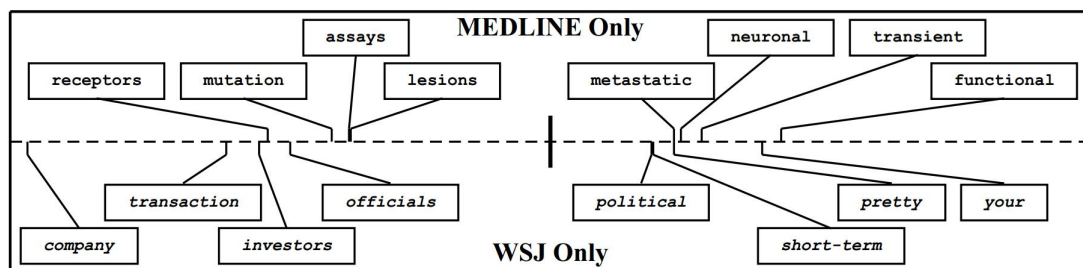 MEDLINE Only
assays
neuronal
transient
receptors
mutation
lesions
metastatic
functional
transaction
officials
political
pretty
your
company
investors
short-term
WSJ Only